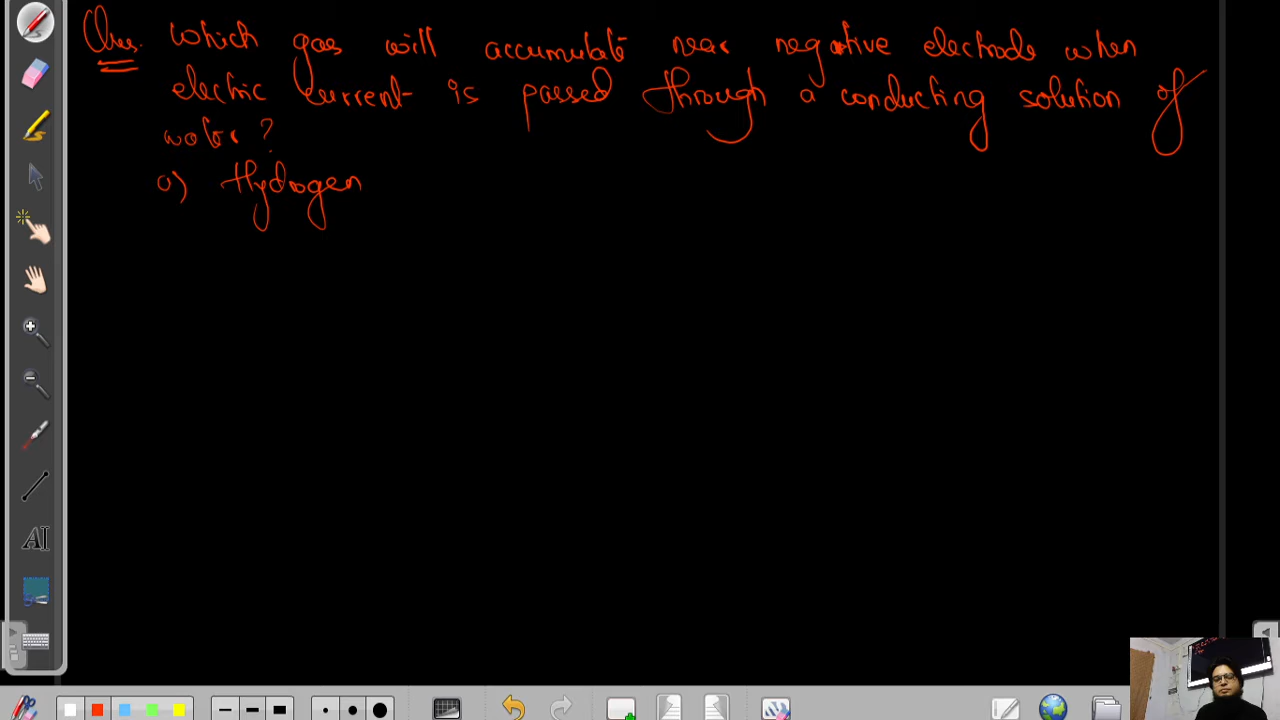 Ques. Which gas will accumulate near negative electrode when
electric current is passed through a conducting solution of
water?
a) Hydrogen